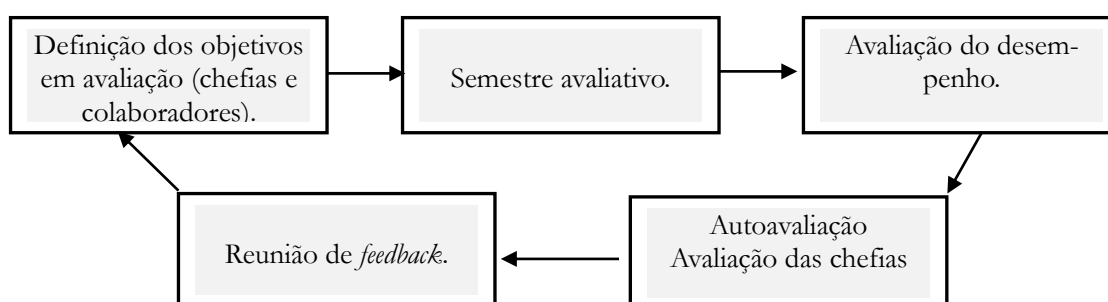 Definição dos objetivos
em avaliação (chefias e
colaboradores).
Semestre avaliativo.
Avaliação do desem-
penho.
Autoavaliação
Avaliação das chefias
Reunião de feedback.